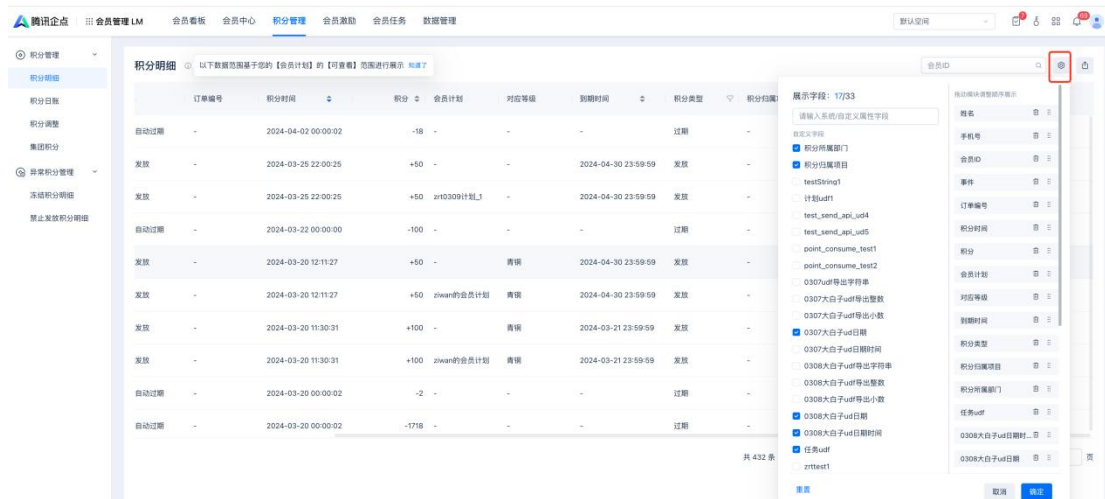 腾讯企点 会员管理 LM 会员看板 会员中心 积分管理 会员激励 会员任务 数据管理 默认空间
积分管理
积分明细
积分日账
积分调整
集团积分
异常积分管理
冻结积分明细
禁止发放积分明细
积分明细 以下数据范围基于您的【会员计划】的【可查看】范围进行展示 知道了 会员ID
订单编号 积分时间 积分 会员计划 对应等级 到期时间 积分类型 积分归属
自动过期 - 2024-04-02 00:00:02 -18 - - - 过期 -
发放 - 2024-03-25 22:00:25 +50 - - 2024-04-30 23:59:59 发放 -
发放 - 2024-03-25 22:00:25 +50 zrt0309计划_1 - 2024-04-30 23:59:59 发放 -
自动过期 - 2024-03-22 00:00:00 -100 - - - 过期 -
发放 - 2024-03-20 12:11:27 +50 - 青铜 2024-04-30 23:59:59 发放 -
发放 - 2024-03-20 12:11:27 +50 ziwan的会员计划 青铜 2024-04-30 23:59:59 发放 -
发放 - 2024-03-20 11:30:31 +100 - 青铜 2024-03-21 23:59:59 发放 -
发放 - 2024-03-20 11:30:31 +100 ziwan的会员计划 青铜 2024-03-21 23:59:59 发放 -
自动过期 - 2024-03-20 00:00:02 -2 - - - 过期 -
自动过期 - 2024-03-20 00:00:02 -1718 - - - 过期 -
共 432 条
页
展示字段：17/33
请输入系统/自定义属性字段
自定义字段
积分所属部门
积分归属项目
testString1
计划udf1
test_send_api_ud4
test_send_api_ud5
point_consume_test1
point_consume_test2
0307udf导出字符串
0307大白子udf导出整数
0307大白子udf导出小数
0307大白子ud日期
0307大白子ud日期时间
0308大白子udf导出字符串
0308大白子udf导出整数
0308大白子udf导出小数
0308大白子ud日期
0308大白子ud日期时间
任务udf
zrttest1
重置
拖动模块调整顺序展示
姓名
手机号
会员ID
事件
订单编号
积分时间
积分
会员计划
对应等级
到期时间
积分类型
积分归属项目
积分所属部门
任务udf
0308大白子ud日期时...
0308大白子ud日期
取消 确定